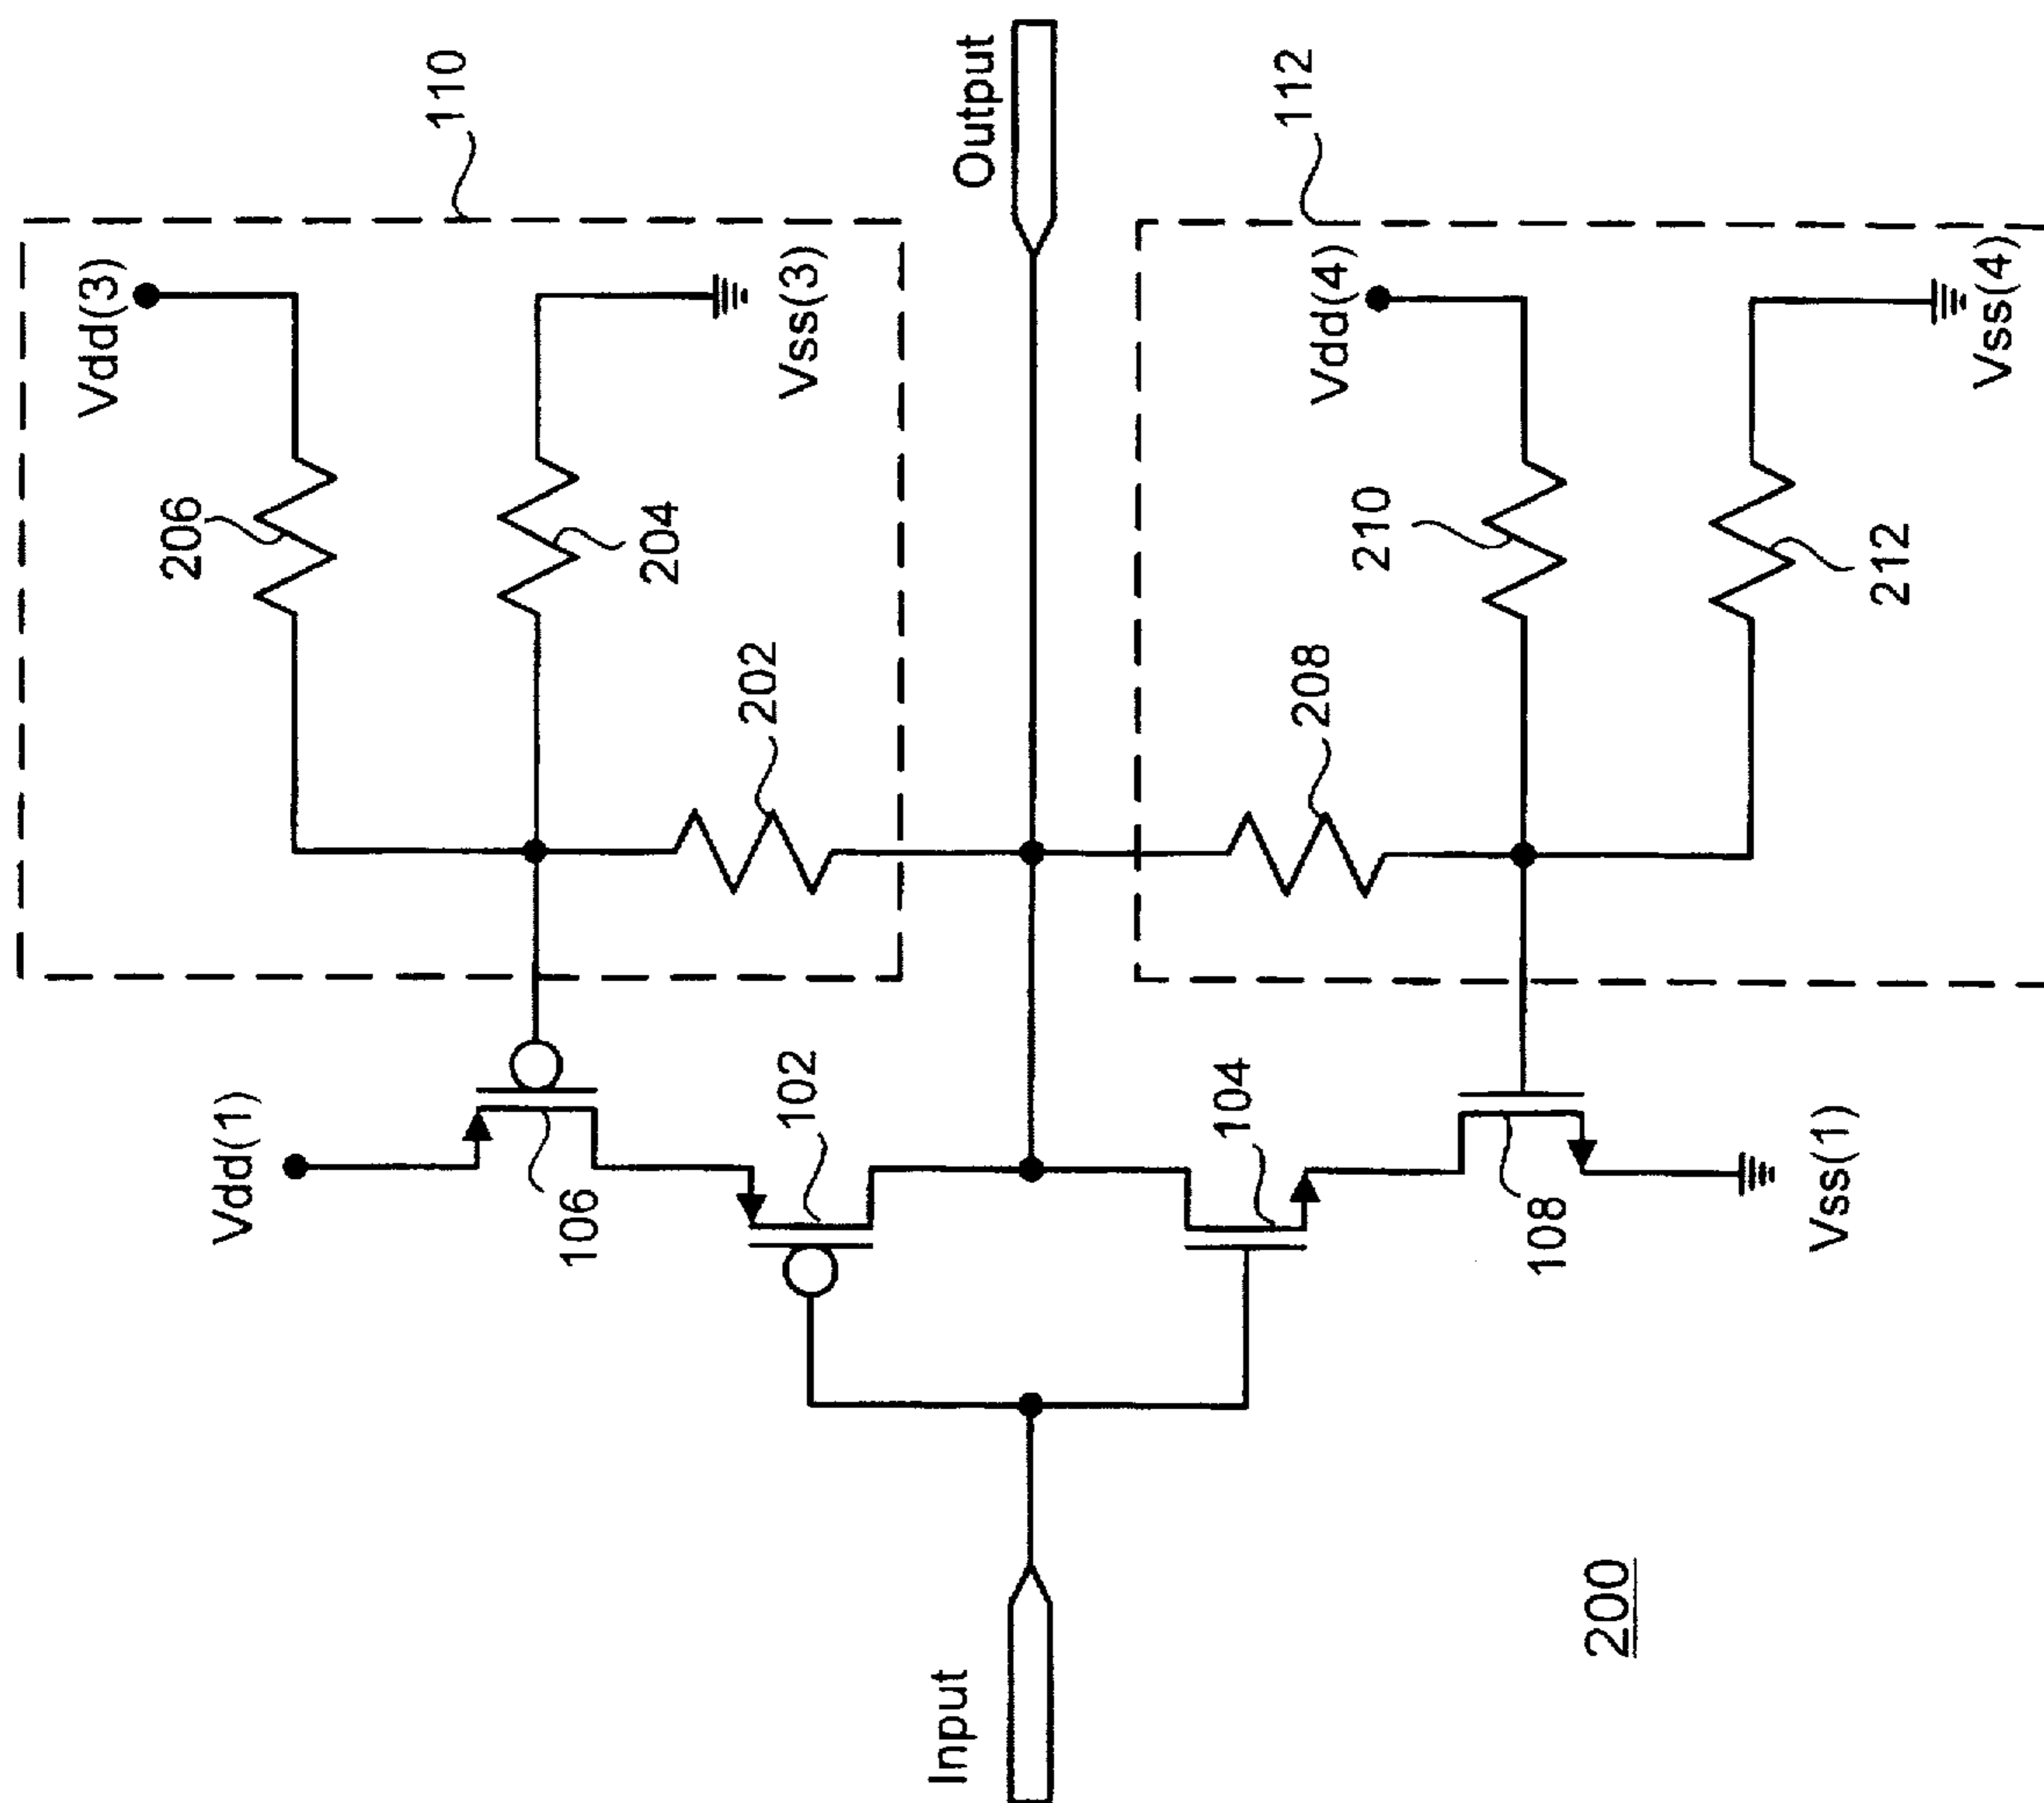 110
Vdd(3)
206
204
Vss(3)
202
Output
112
Vdd(4)
210
208
212
Vss(4)
Vdd(1)
106
102
104
108
Vss(1)
Input
200